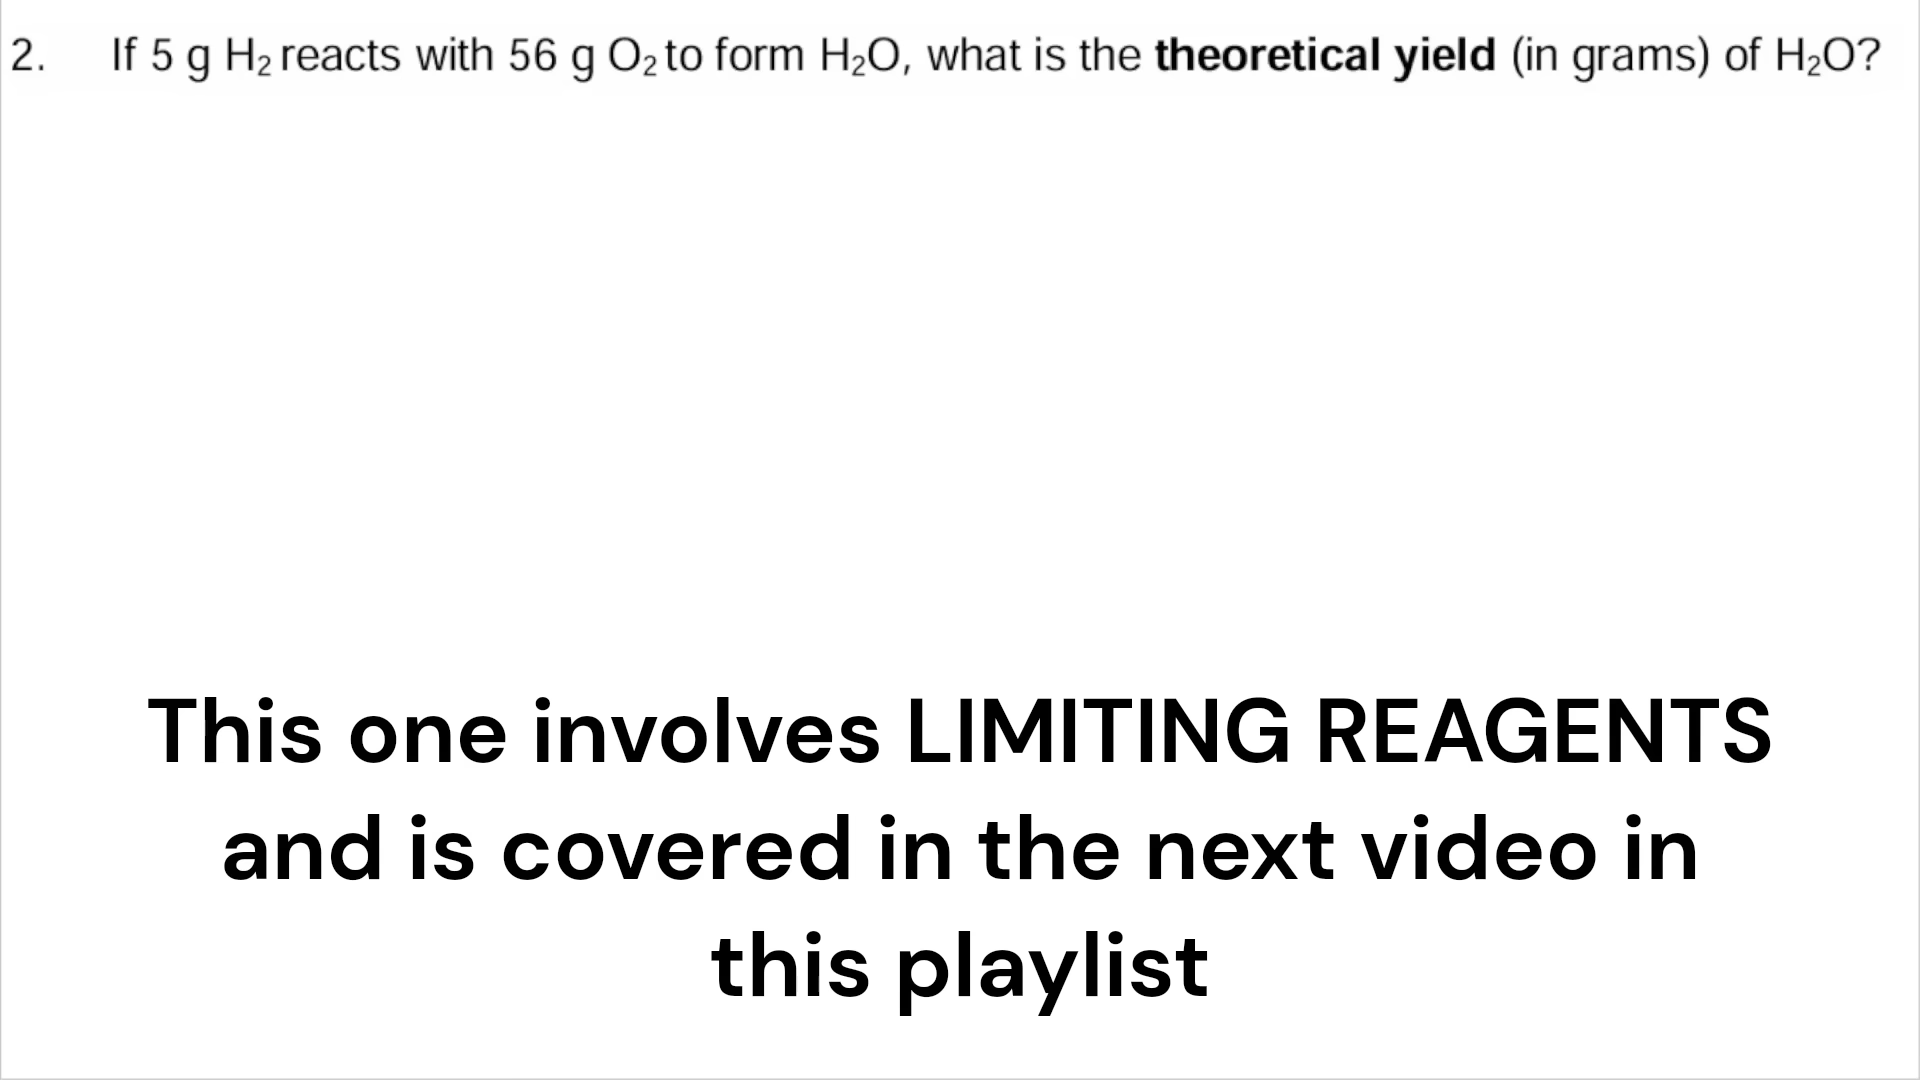 2. If 5 g H₂ reacts with 56 g O₂ to form H₂O, what is the theoretical yield (in grams) of H₂O?
This one involves LIMITING REAGENTS
and is covered in the next video in
this playlist